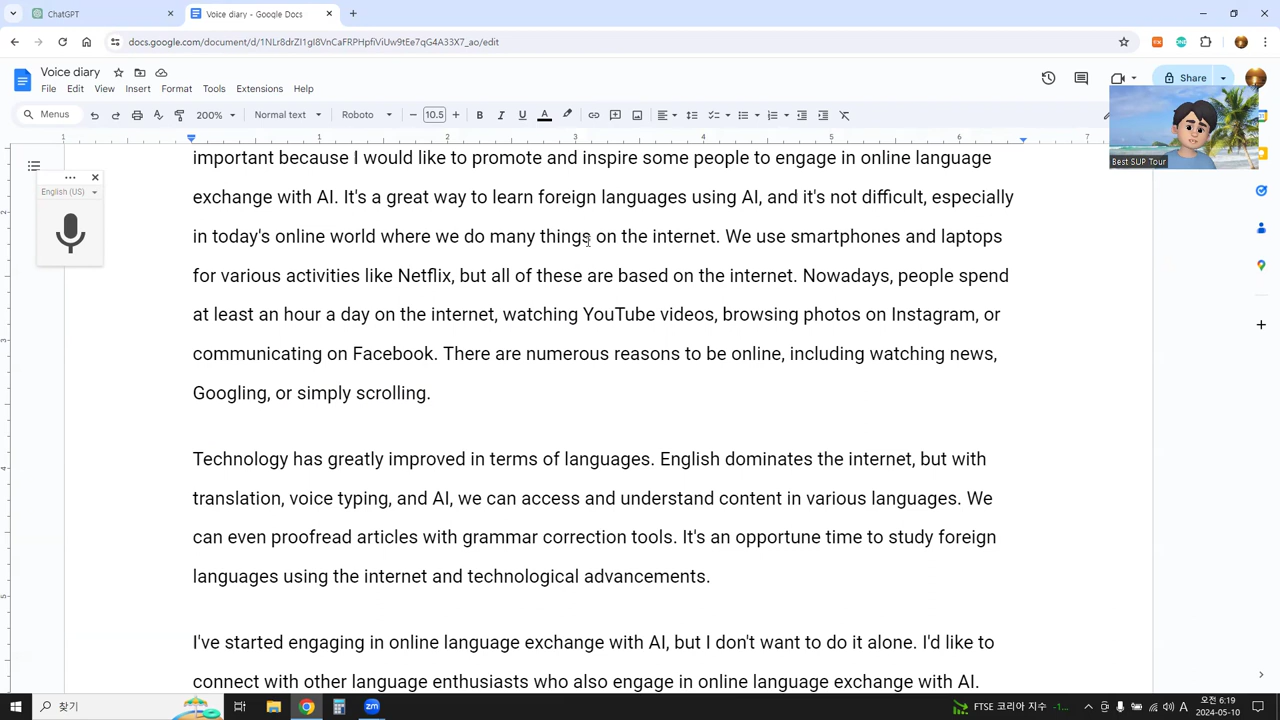 ChatGPT
Voice diary - Google Docs
docs.google.com/document/d/1NLr8drZI1gI8VnCaFRPHpfiViUw9tEe7qG4A33X7_ao/edit
Voice diary
File Edit View Insert Format Tools Extensions Help
Share
Menus 200% Normal text Roboto 10.5 B I U A
1 1 2 3 4 5 6 7
Best SUP Tour
English (US)
important because I would like to promote and inspire some people to engage in online language
exchange with AI. It's a great way to learn foreign languages using AI, and it's not difficult, especially
in today's online world where we do many things on the internet. We use smartphones and laptops
for various activities like Netflix, but all of these are based on the internet. Nowadays, people spend
at least an hour a day on the internet, watching YouTube videos, browsing photos on Instagram, or
communicating on Facebook. There are numerous reasons to be online, including watching news,
Googling, or simply scrolling.
Technology has greatly improved in terms of languages. English dominates the internet, but with
translation, voice typing, and AI, we can access and understand content in various languages. We
can even proofread articles with grammar correction tools. It's an opportune time to study foreign
languages using the internet and technological advancements.
I've started engaging in online language exchange with AI, but I don't want to do it alone. I'd like to
connect with other language enthusiasts who also engage in online language exchange with AI.
찾기
FTSE 코리아 지수 -1...
A
오전 6:19
2024-05-10